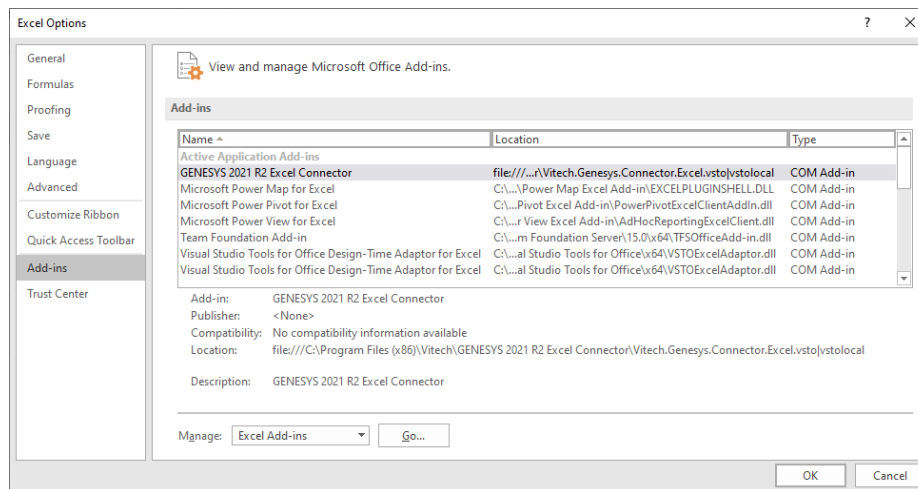 Excel Options
?
General
Formulas
Proofing
Save
Language
Advanced
Customize Ribbon
Quick Access Toolbar
Add-ins
Trust Center
View and manage Microsoft Office Add-ins.
Add-ins
Name Location Type
Active Application Add-ins
GENESYS 2021 R2 Excel Connector file:///...r\Vitech.Genesys.Connector.Excel.vsto|vstolocal COM Add-in
Microsoft Power Map for Excel C:\...\Power Map Excel Add-in\EXCELPLUGINSHELL.DLL COM Add-in
Microsoft Power Pivot for Excel C:\...Pivot Excel Add-in\PowerPivotExcelClientAddIn.dll COM Add-in
Microsoft Power View for Excel C:\...r View Excel Add-in\AdHocReportingExcelClient.dll COM Add-in
Team Foundation Add-in C:\...m Foundation Server\15.0\x64\TFSOfficeAdd-in.dll COM Add-in
Visual Studio Tools for Office Design-Time Adaptor for Excel C:\...al Studio Tools for Office\x64\VSTOExcelAdaptor.dll COM Add-in
Visual Studio Tools for Office Design-Time Adaptor for Excel C:\...al Studio Tools for Office\x64\VSTOExcelAdaptor.dll COM Add-in
Add-in: GENESYS 2021 R2 Excel Connector
Publisher: <None>
Compatibility: No compatibility information available
Location: file:///C:\Program Files (x86)\Vitech\GENESYS 2021 R2 Excel Connector\Vitech.Genesys.Connector.Excel.vsto|vstolocal
Description: GENESYS 2021 R2 Excel Connector
Manage: Excel Add-ins Go...
OK Cancel